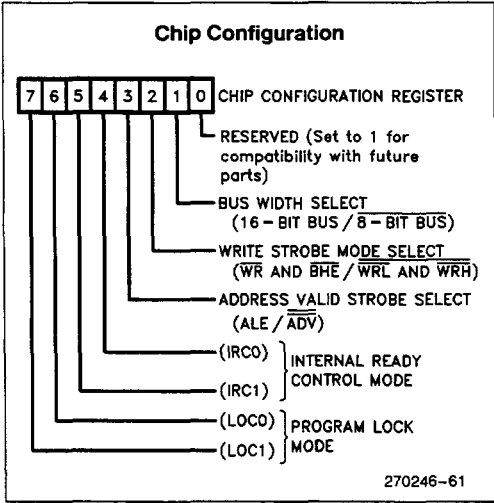 Chip Configuration
7 6 5 4 3 2 1 0 CHIP CONFIGURATION REGISTER
RESERVED (Set to 1 for
compatibility with future
parts)
BUS WIDTH SELECT
(16-BIT BUS / 8-BIT BUS)
WRITE STROBE MODE SELECT
(WR AND BHE / WRL AND WRH)
ADDRESS VALID STROBE SELECT
(ALE / ADV)
(IRC0)
INTERNAL READY
CONTROL MODE
(IRC1)
(LOC0)
PROGRAM LOCK
MODE
(LOC1)
270246-61